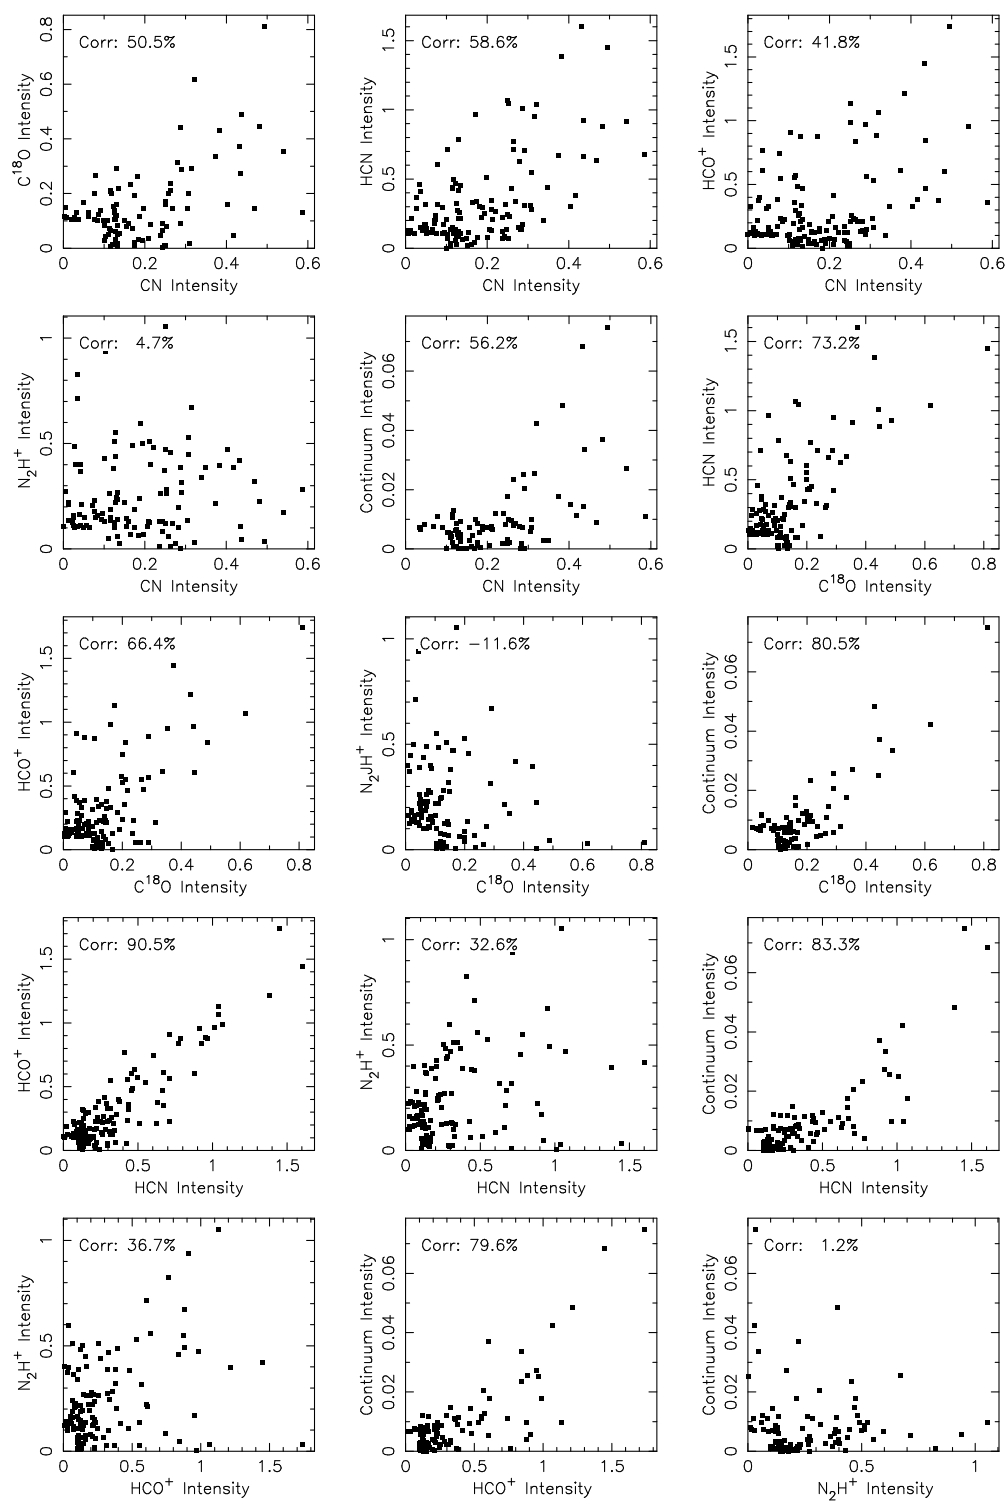 Corr: 50.5%
C¹⁸O Intensity
0 0.2 0.4 0.6 0.8
0 0.2 0.4 0.6
CN Intensity
Corr: 58.6%
HCN Intensity
0 0.5 1 1.5
0 0.2 0.4 0.6
CN Intensity
Corr: 41.8%
HCO⁺ Intensity
0 0.5 1 1.5
0 0.2 0.4 0.6
CN Intensity
Corr: 4.7%
N₂H⁺ Intensity
0 0.5 1
0 0.2 0.4 0.6
CN Intensity
Corr: 56.2%
Continuum Intensity
0 0.02 0.04 0.06
0 0.2 0.4 0.6
CN Intensity
Corr: 73.2%
HCN Intensity
0 0.5 1 1.5
0 0.2 0.4 0.6 0.8
C¹⁸O Intensity
Corr: 66.4%
HCO⁺ Intensity
0 0.5 1 1.5
0 0.2 0.4 0.6 0.8
C¹⁸O Intensity
Corr: −11.6%
N₂JH⁺ Intensity
0 0.5 1
0 0.2 0.4 0.6 0.8
C¹⁸O Intensity
Corr: 80.5%
Continuum Intensity
0 0.02 0.04 0.06
0 0.2 0.4 0.6 0.8
C¹⁸O Intensity
Corr: 90.5%
HCO⁺ Intensity
0 0.5 1 1.5
0 0.5 1 1.5
HCN Intensity
Corr: 32.6%
N₂H⁺ Intensity
0 0.5 1
0 0.5 1 1.5
HCN Intensity
Corr: 83.3%
Continuum Intensity
0 0.02 0.04 0.06
0 0.5 1 1.5
HCN Intensity
Corr: 36.7%
N₂H⁺ Intensity
0 0.5 1
0 0.5 1 1.5
HCO⁺ Intensity
Corr: 79.6%
Continuum Intensity
0 0.02 0.04 0.06
0 0.5 1 1.5
HCO⁺ Intensity
Corr: 1.2%
Continuum Intensity
0 0.02 0.04 0.06
0 0.5 1
N₂H⁺ Intensity